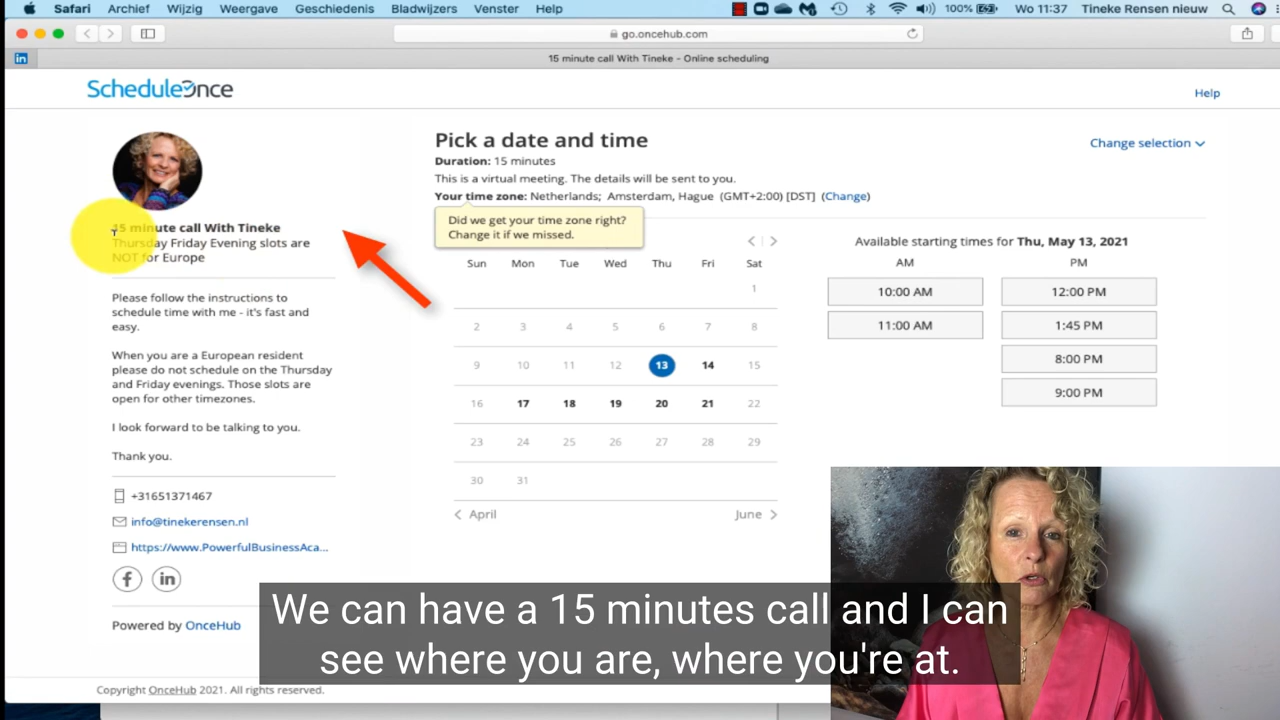 Safari Archief Wijzig Weergave Geschiedenis Bladwijzers Venster Help 100% Wo 11:37 Tineke Rensen nieuw
go.oncehub.com
in 15 minute call With Tineke - Online scheduling
ScheduleOnce
Help
Pick a date and time
Change selection
Duration: 15 minutes
This is a virtual meeting. The details will be sent to you.
Your time zone: Netherlands; Amsterdam, Hague (GMT+2:00) [DST] (Change)
Did we get your time zone right?
Change it if we missed.
15 minute call With Tineke
Thursday Friday Evening slots are
NOT for Europe
Please follow the instructions to
schedule time with me - it's fast and
easy.
When you are a European resident
please do not schedule on the Thursday
and Friday evenings. Those slots are
open for other timezones.
I look forward to be talking to you.
Thank you.
+31651371467
info@tinekerensen.nl
https://www.PowerfulBusinessAca...
f in
Powered by OnceHub
Sun Mon Tue Wed Thu Fri Sat
1
2 3 4 5 6 7 8
9 10 11 12 13 14 15
16 17 18 19 20 21 22
23 24 25 26 27 28 29
30 31
April June
Available starting times for Thu, May 13, 2021
AM PM
10:00 AM 12:00 PM
11:00 AM 1:45 PM
8:00 PM
9:00 PM
We can have a 15 minutes call and I can
see where you are, where you're at.
Copyright OnceHub 2021. All rights reserved.